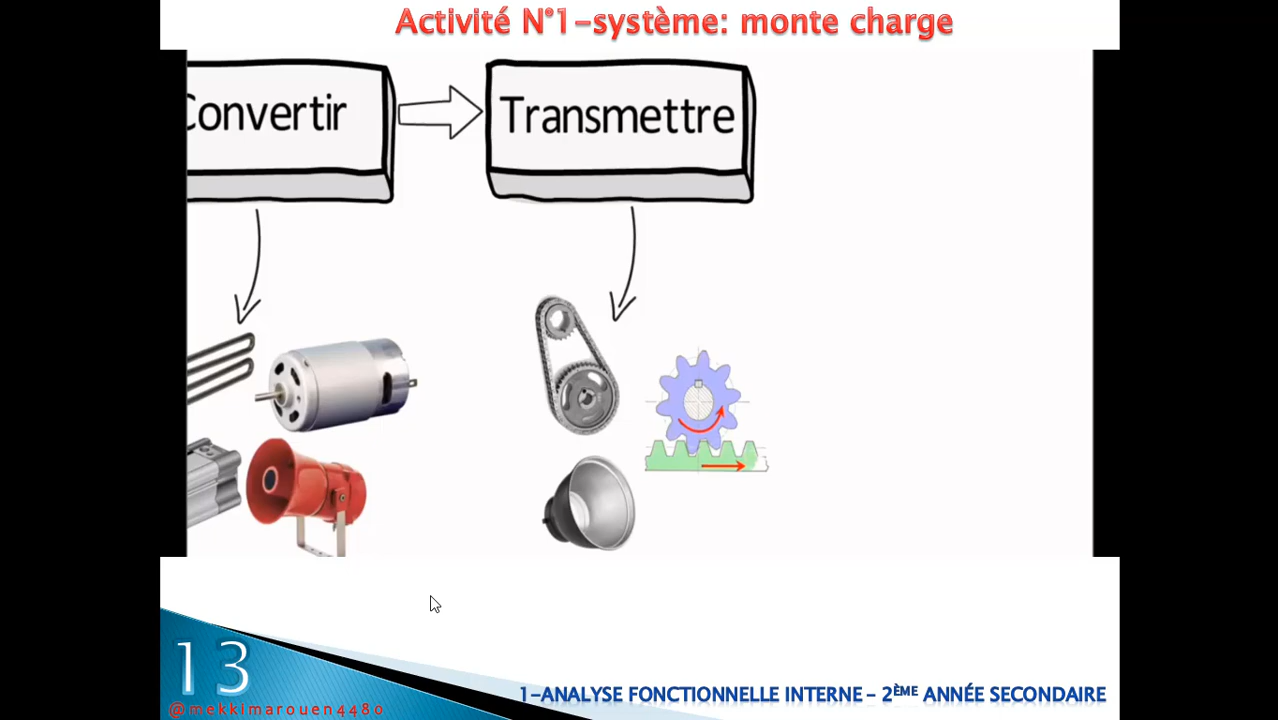 Activité N°1-système: monte charge
Convertir
Transmettre
13
@mekkimarouen4480
1-ANALYSE FONCTIONNELLE INTERNE - 2ÈME ANNÉE SECONDAIRE